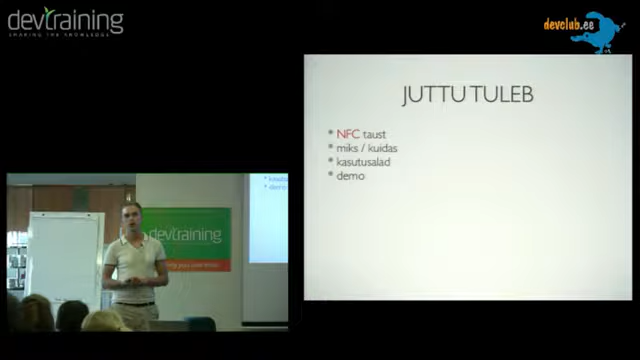 devtraining
SHARING THE KNOWLEDGE
devclub.ee
JUTTU TULEB
NFC taust
miks / kuidas
kasutusalad
demo
devtraining